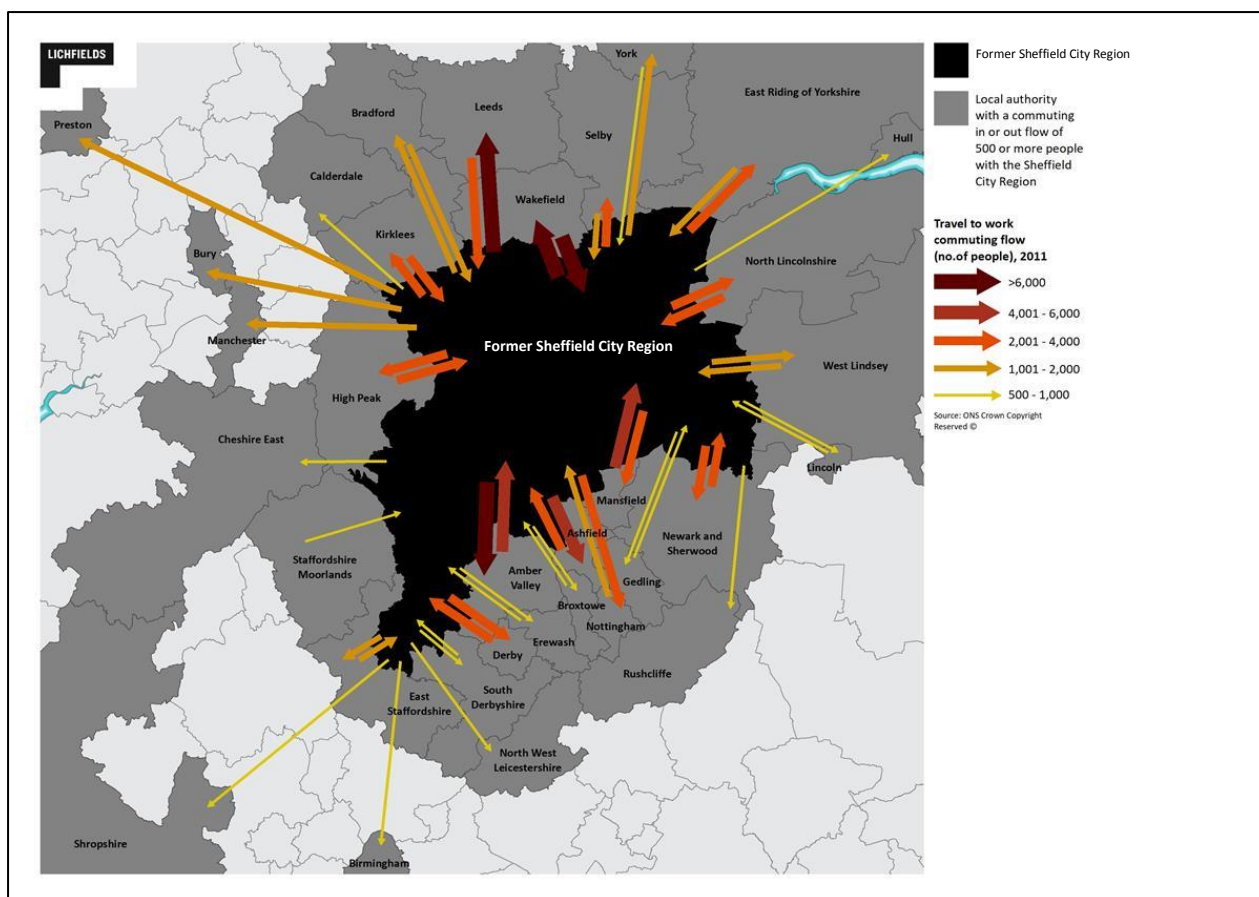 LICHFIELDS
York
East Riding of Yorkshire
Leeds
Bradford
Preston
Selby
Hull
Calderdale
Wakefield
Kirklees
Bury
North Lincolnshire
Manchester
Former Sheffield City Region
West Lindsey
High Peak
Cheshire East
Lincoln
Mansfield
Ashfield
Newark and
Sherwood
Staffordshire
Moorlands
Amber
Valley
Gedling
Broxtowe
Nottingham
Erewash
Derby
Rushcliffe
South
Derbyshire
East
Staffordshire
North West
Leicestershire
Shropshire
Birmingham
Former Sheffield City Region
Local authority
with a commuting
in or out flow of
500 or more people
with the Sheffield
City Region
Travel to work
commuting flow
(no.of people), 2011
>6,000
4,001 - 6,000
2,001 - 4,000
1,001 - 2,000
500 - 1,000
Source: ONS Crown Copyright
Reserved ©